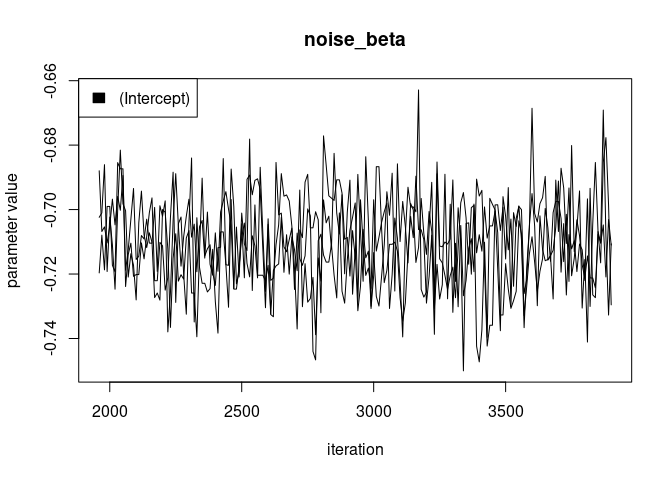 noise_beta
(Intercept)
parameter value
-0.66
-0.68
-0.70
-0.72
-0.74
2000 2500 3000 3500
iteration